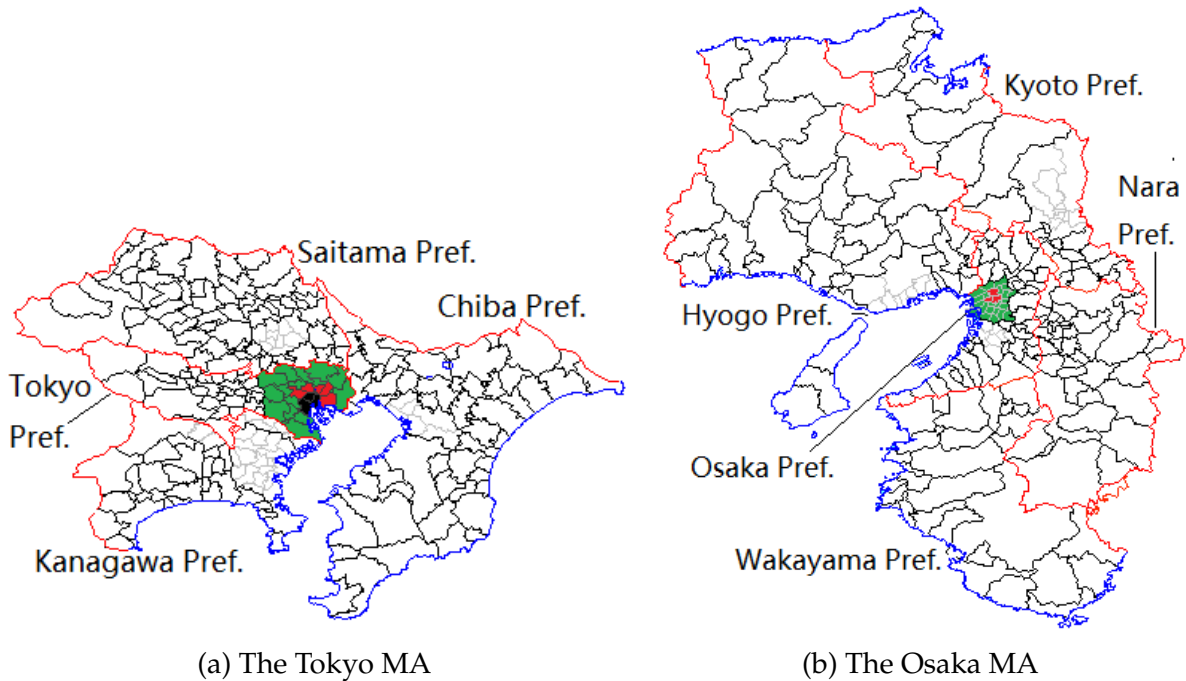 Saitama Pref.
Chiba Pref.
Tokyo
Pref.
Kanagawa Pref.
(a) The Tokyo MA
Kyoto Pref.
Nara
Pref.
Hyogo Pref.
Osaka Pref.
Wakayama Pref.
(b) The Osaka MA